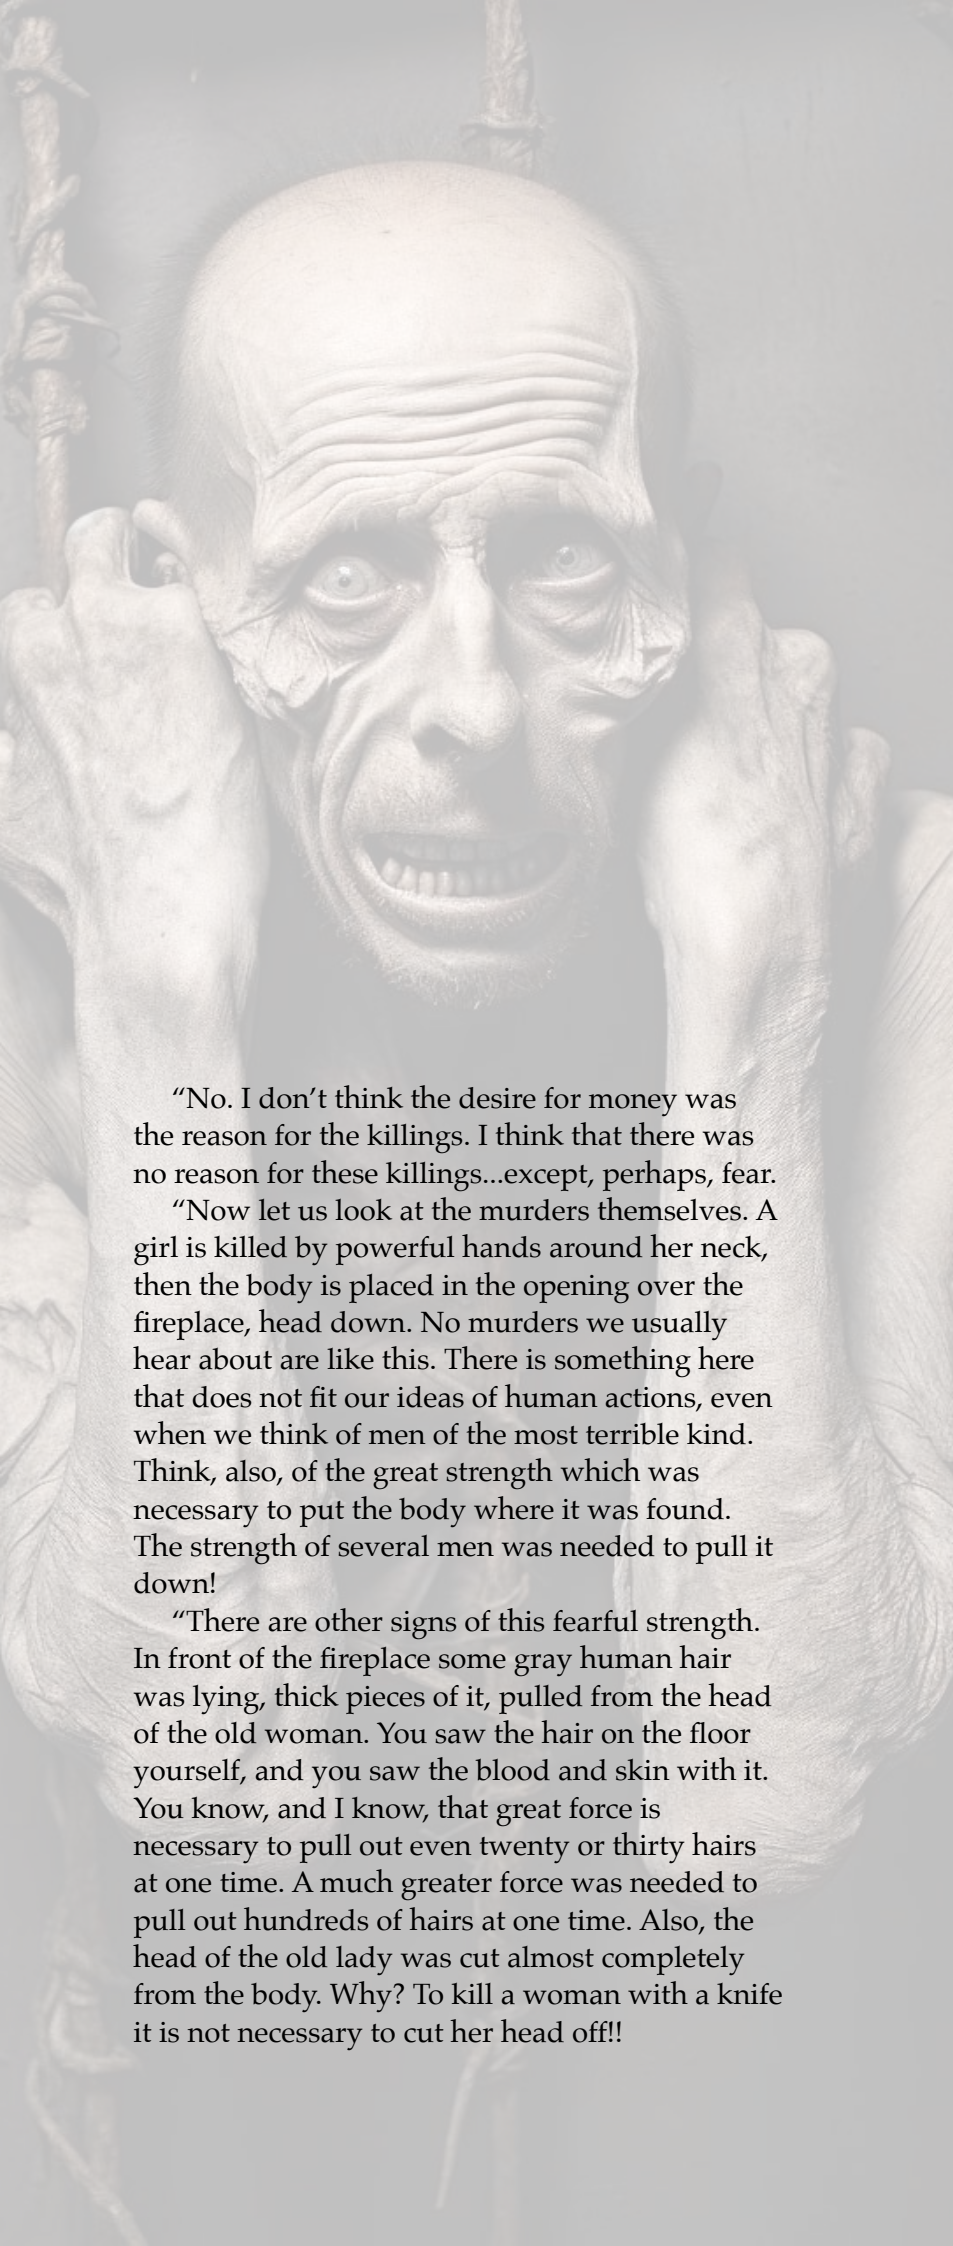 “No. I don’t think the desire for money was
the reason for the killings. I think that there was
no reason for these killings...except, perhaps, fear.
“Now let us look at the murders themselves. A
girl is killed by powerful hands around her neck,
then the body is placed in the opening over the
fireplace, head down. No murders we usually
hear about are like this. There is something here
that does not fit our ideas of human actions, even
when we think of men of the most terrible kind.
Think, also, of the great strength which was
necessary to put the body where it was found.
The strength of several men was needed to pull it
down!
“There are other signs of this fearful strength.
In front of the fireplace some gray human hair
was lying, thick pieces of it, pulled from the head
of the old woman. You saw the hair on the floor
yourself, and you saw the blood and skin with it.
You know, and I know, that great force is
necessary to pull out even twenty or thirty hairs
at one time. A much greater force was needed to
pull out hundreds of hairs at one time. Also, the
head of the old lady was cut almost completely
from the body. Why? To kill a woman with a knife
it is not necessary to cut her head off!!